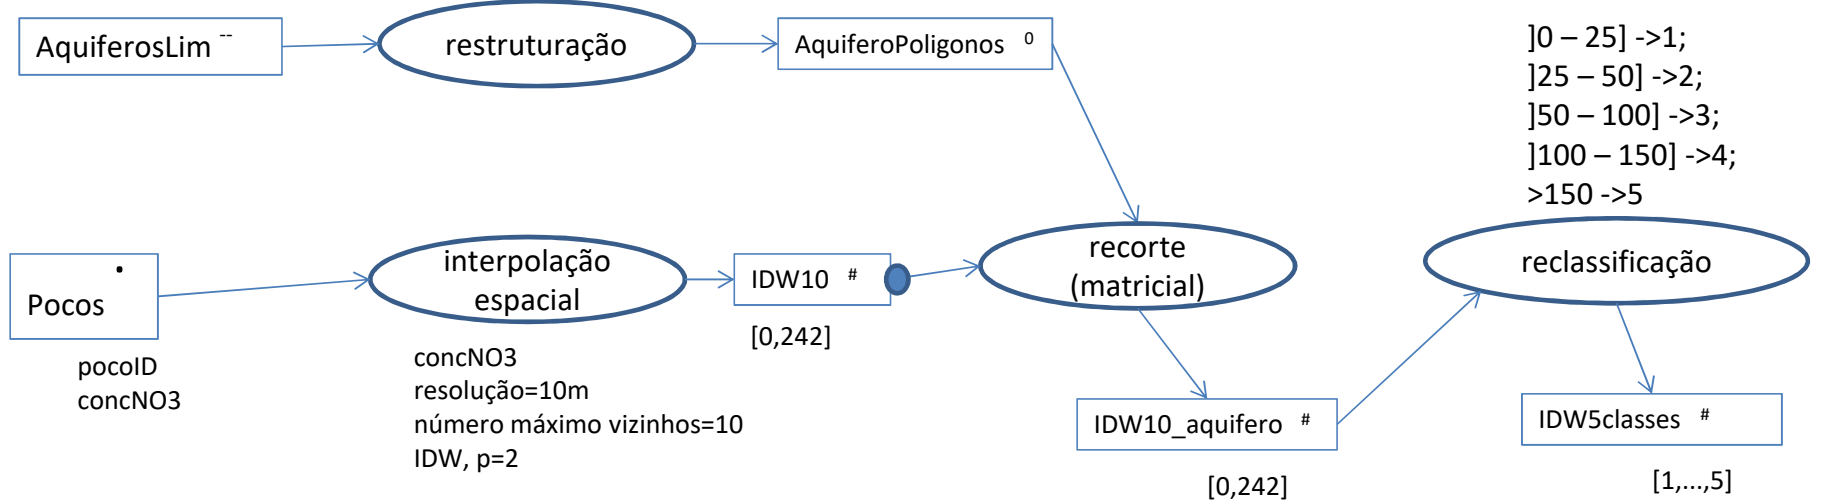 AquiferosLim --
restruturação
AquiferoPoligonos 0
]0 – 25] ->1;
]25 – 50] ->2;
]50 – 100] ->3;
]100 – 150] ->4;
>150 ->5
Pocos .
pocoID
concNO3
interpolação
espacial
concNO3
resolução=10m
número máximo vizinhos=10
IDW, p=2
IDW10 #
[0,242]
recorte
(matricial)
IDW10_aquifero #
[0,242]
reclassificação
IDW5classes #
[1,...,5]